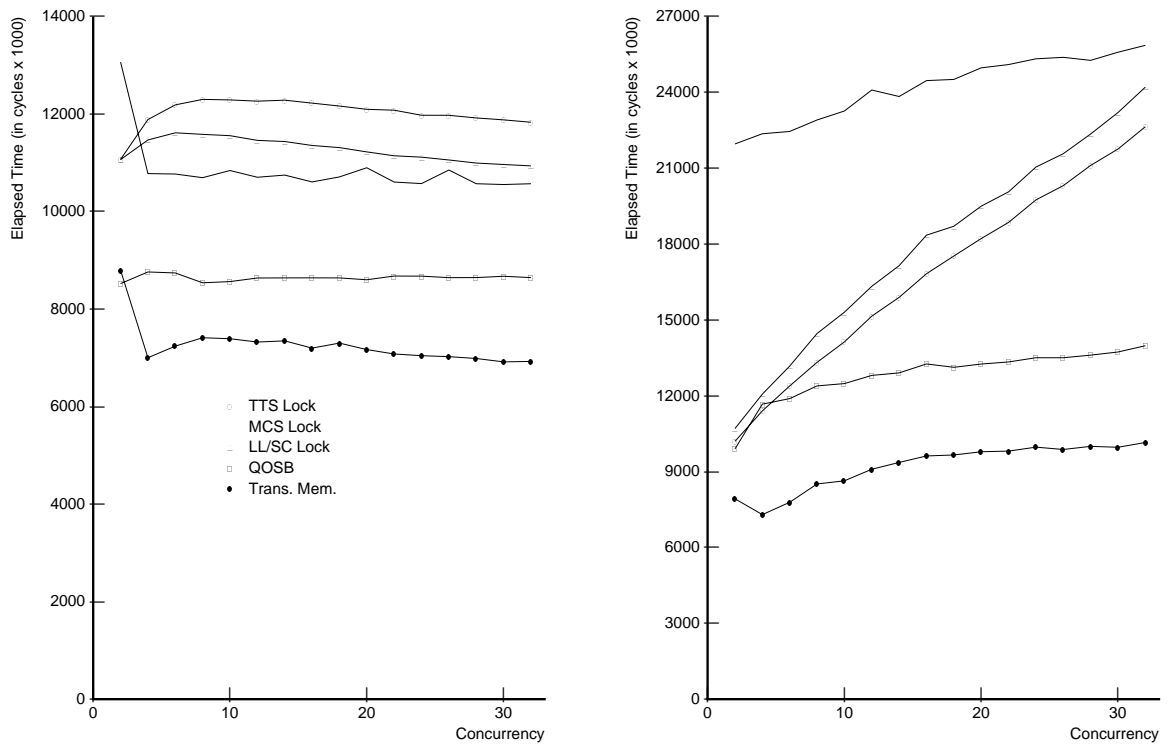 Elapsed Time (in cycles x 1000)
14000
12000
10000
8000
6000
4000
2000
0
TTS Lock
MCS Lock
LL/SC Lock
QOSB
Trans. Mem.
0 10 20 30
Concurrency
Elapsed Time (in cycles x 1000)
27000
24000
21000
18000
15000
12000
9000
6000
3000
0
0 10 20 30
Concurrency